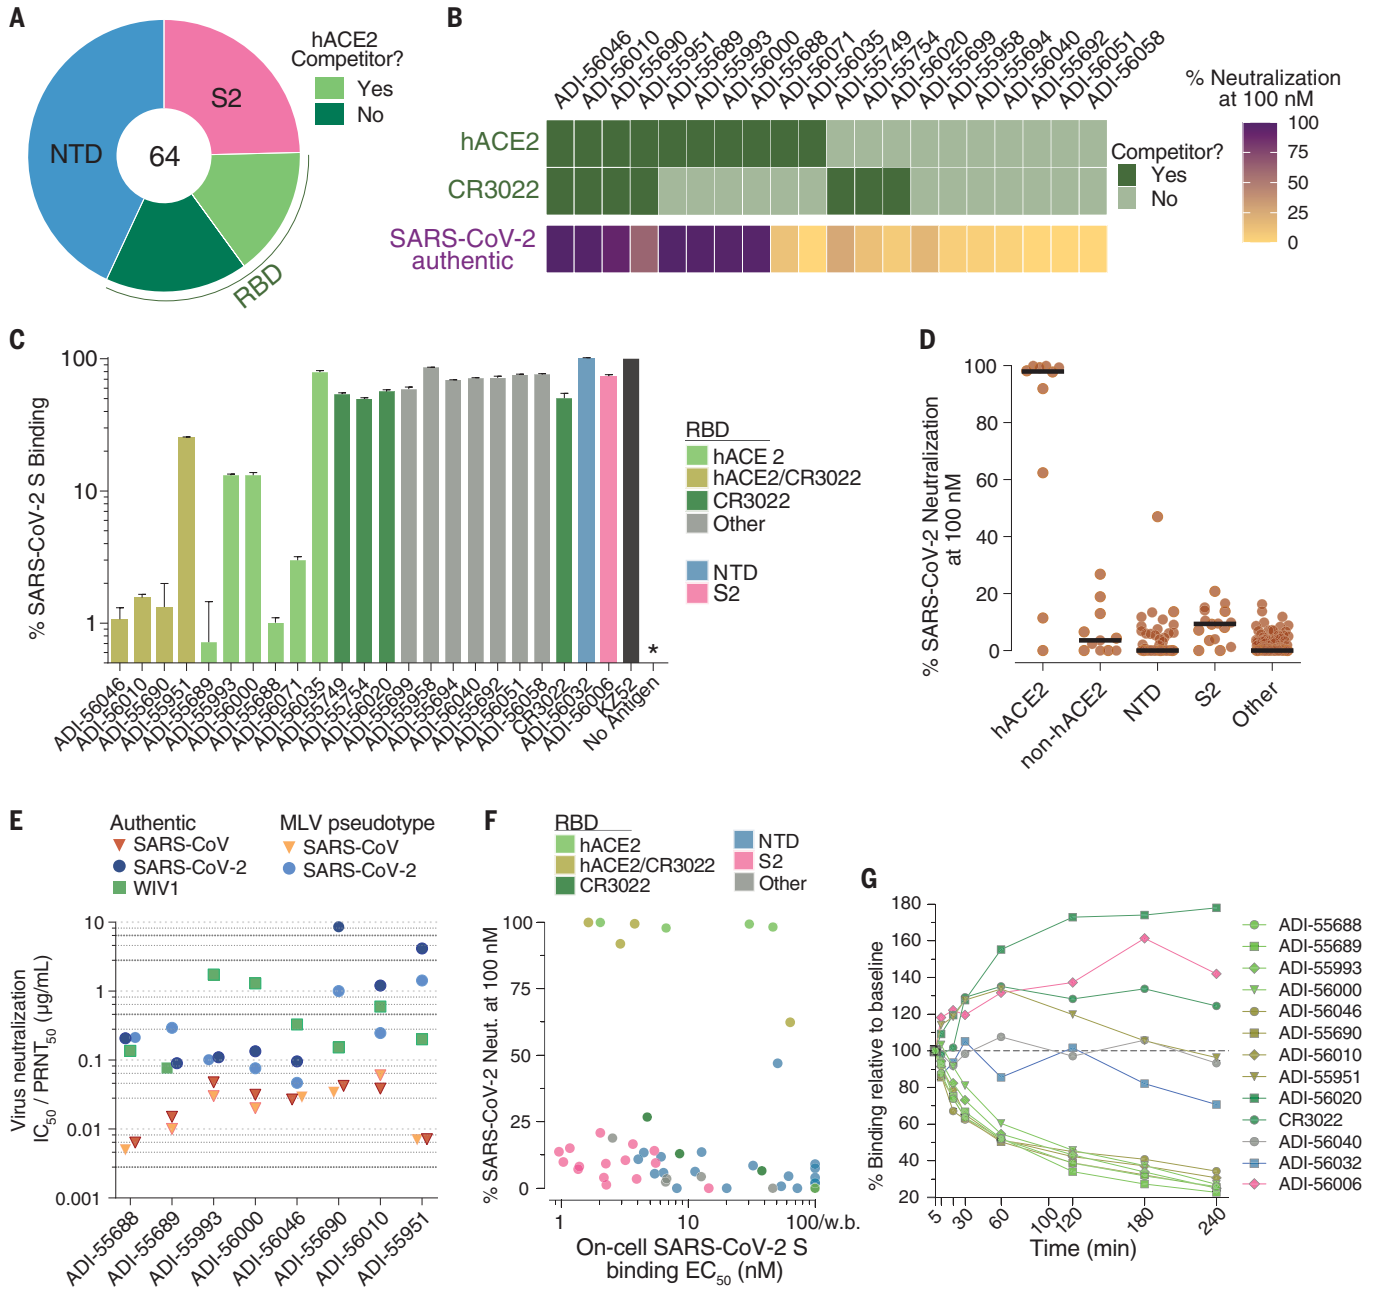 A
NTD
S2
64
RBD
hACE2
Competitor?
Yes
No
B
ADI-56046
ADI-56010
ADI-55690
ADI-55951
ADI-55689
ADI-55993
ADI-56000
ADI-55688
ADI-56071
ADI-56035
ADI-55749
ADI-55754
ADI-56020
ADI-55699
ADI-55958
ADI-55694
ADI-56040
ADI-55692
ADI-56051
ADI-56058
hACE2
CR3022
SARS-CoV-2
authentic
Competitor?
Yes
No
% Neutralization
at 100 nM
100
75
50
25
0
C
% SARS-CoV-2 S Binding
100
10
1
*
ADI-56046
ADI-56010
ADI-55690
ADI-55951
ADI-55689
ADI-55993
ADI-56000
ADI-55688
ADI-56071
ADI-56035
ADI-55749
ADI-55754
ADI-56020
ADI-55699
ADI-55958
ADI-55694
ADI-56040
ADI-55692
ADI-56051
ADI-56058
CR3022
ADI-56032
ADI-56006
KZ52
No Antigen
RBD
hACE 2
hACE2/CR3022
CR3022
Other
NTD
S2
D
% SARS-CoV-2 Neutralization
at 100 nM
100
80
60
40
20
0
hACE2
non-hACE2
NTD
S2
Other
E
Authentic
SARS-CoV
SARS-CoV-2
WIV1
MLV pseudotype
SARS-CoV
SARS-CoV-2
Virus neutralization
IC50 / PRNT50 (µg/mL)
10
1
0.1
0.01
0.001
ADI-55688
ADI-55689
ADI-55993
ADI-56000
ADI-56046
ADI-55690
ADI-56010
ADI-55951
F
RBD
hACE2
hACE2/CR3022
CR3022
NTD
S2
Other
% SARS-CoV-2 Neut. at 100 nM
100
75
50
25
0
1
10
100/w.b.
On-cell SARS-CoV-2 S
binding EC50 (nM)
G
% Binding relative to baseline
180
160
140
120
100
80
60
40
20
5
30
60
100
120
180
240
Time (min)
ADI-55688
ADI-55689
ADI-55993
ADI-56000
ADI-56046
ADI-55690
ADI-56010
ADI-55951
ADI-56020
CR3022
ADI-56040
ADI-56032
ADI-56006